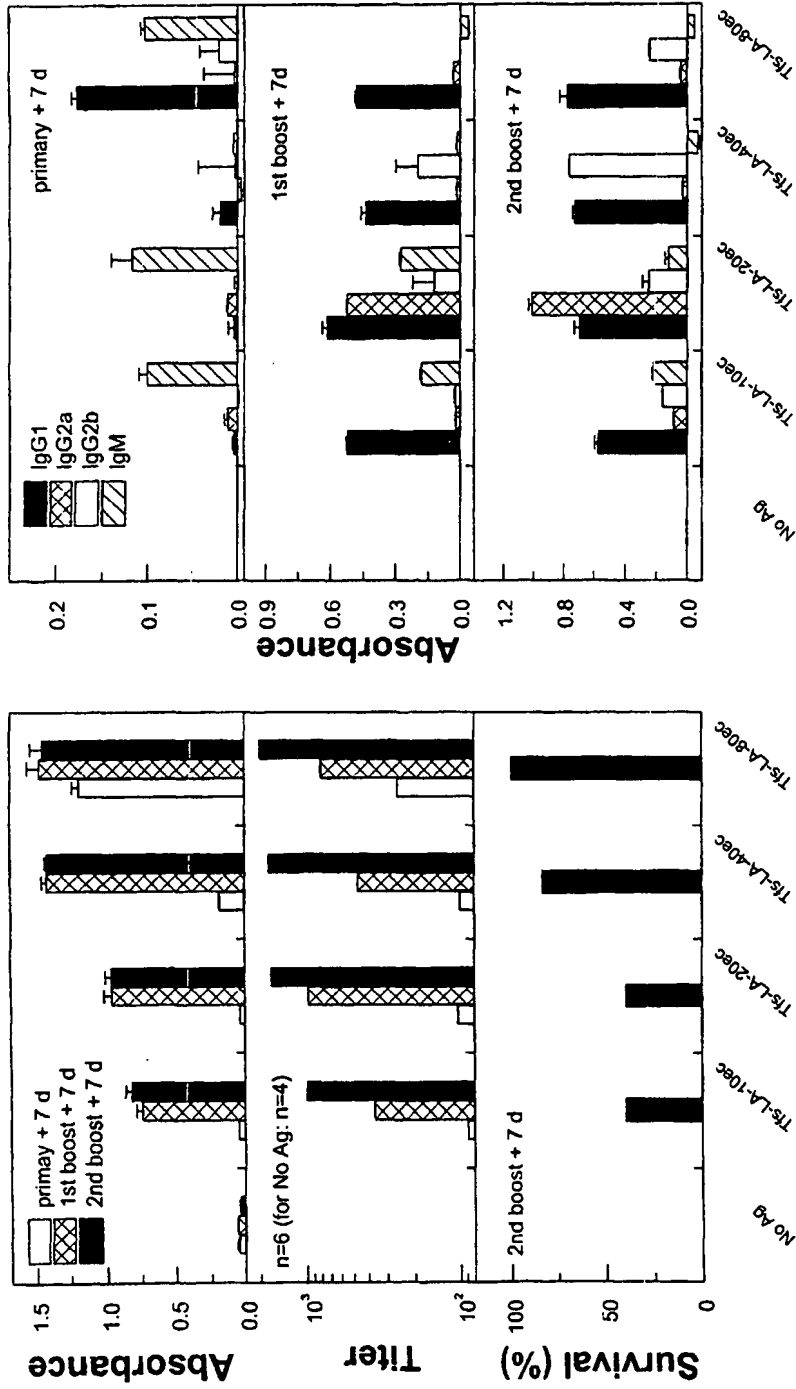 primay + 7 d
1st boost + 7 d
2nd boost + 7 d
Absorbance
1.5
1.0
0.5
0.0
n=6 (for No Ag: n=4)
Titer
10³
10²
2nd boost + 7 d
Survival (%)
100
50
0
No Ag
Tfs-LA-10ec
Tfs-LA-20ec
Tfs-LA-40ec
Tfs-LA-80ec
IgG1
IgG2a
IgG2b
IgM
primary + 7 d
0.2
0.1
0.0
Absorbance
1st boost + 7d
0.9
0.6
0.3
0.0
2nd boost + 7 d
1.2
0.8
0.4
0.0
No Ag
Tfs-LA-10ec
Tfs-LA-20ec
Tfs-LA-40ec
Tfs-LA-80ec